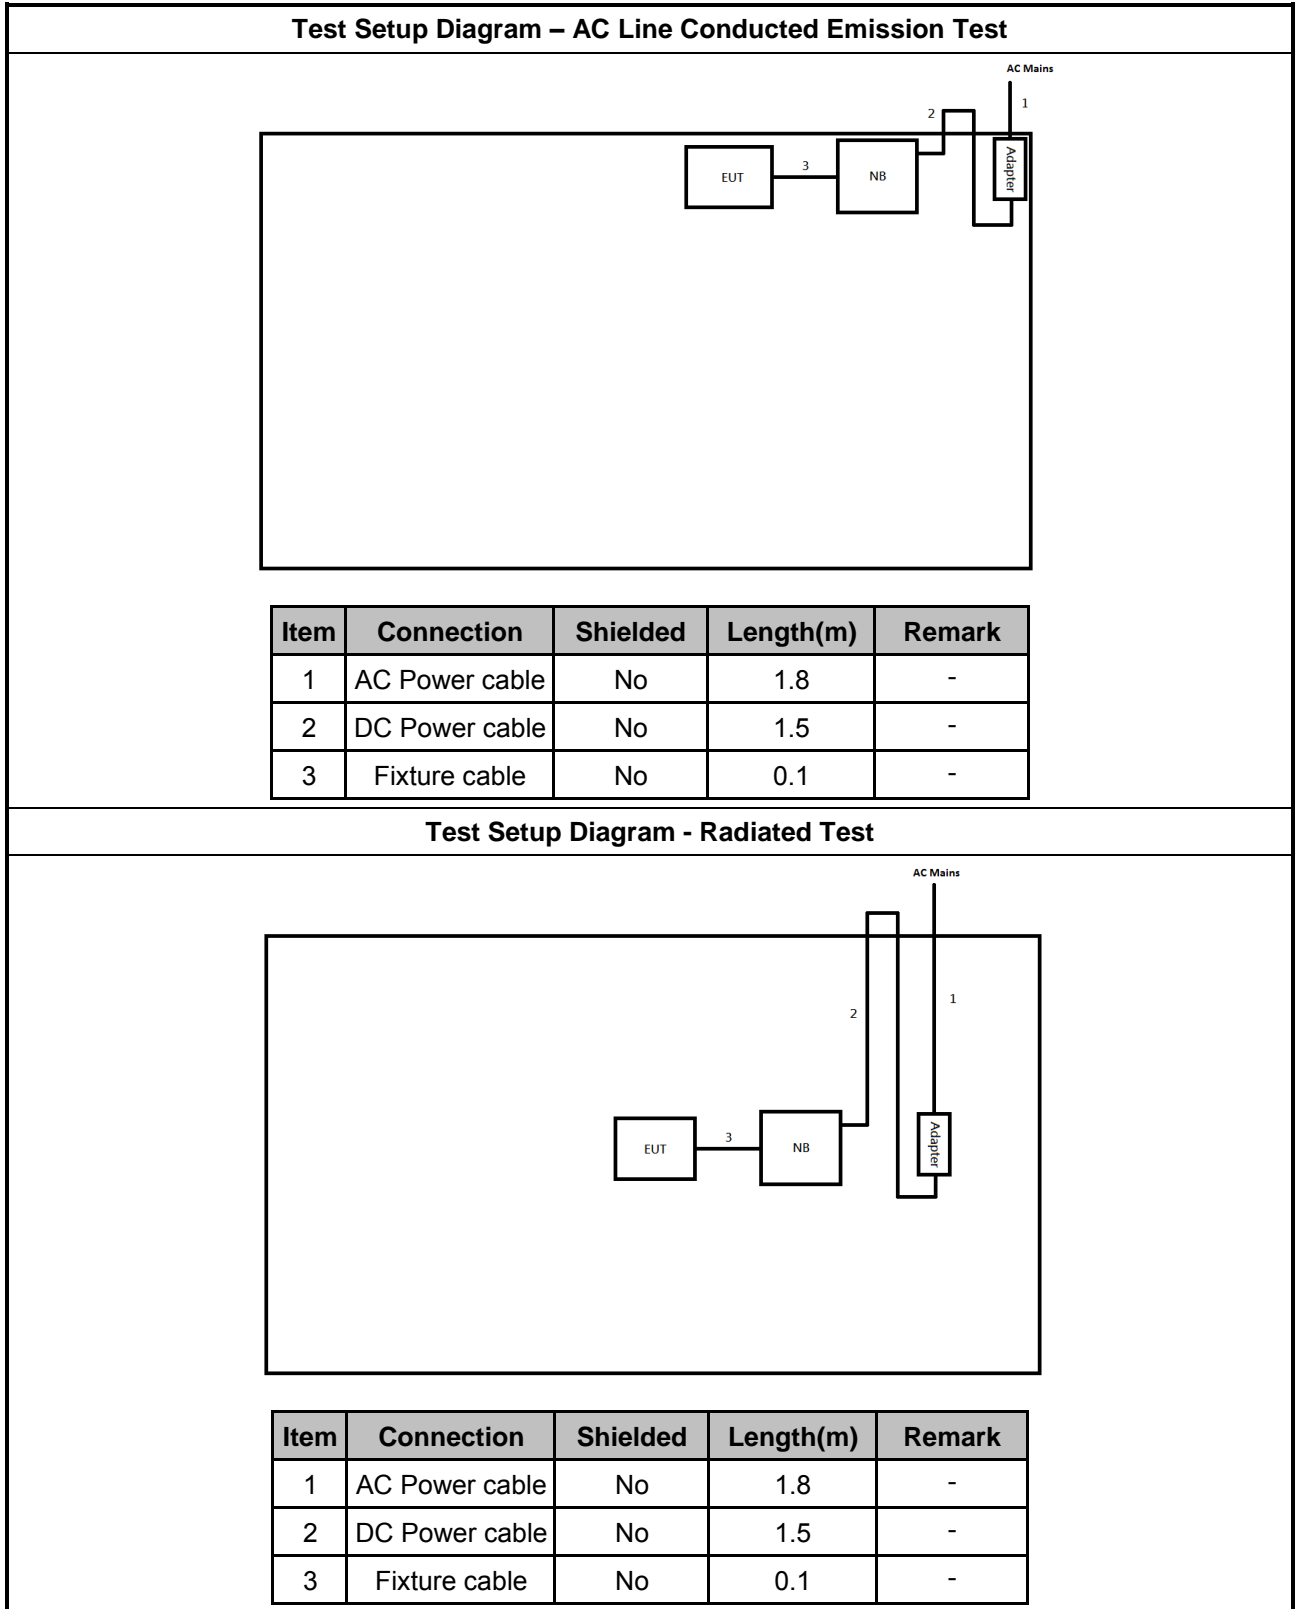 Test Setup Diagram – AC Line Conducted Emission Test
AC Mains
1
2
Adapter
EUT
3
NB
Item Connection Shielded Length(m) Remark
1 AC Power cable No 1.8 -
2 DC Power cable No 1.5 -
3 Fixture cable No 0.1 -
Test Setup Diagram - Radiated Test
AC Mains
1
2
EUT
3
NB
Adapter
Item Connection Shielded Length(m) Remark
1 AC Power cable No 1.8 -
2 DC Power cable No 1.5 -
3 Fixture cable No 0.1 -